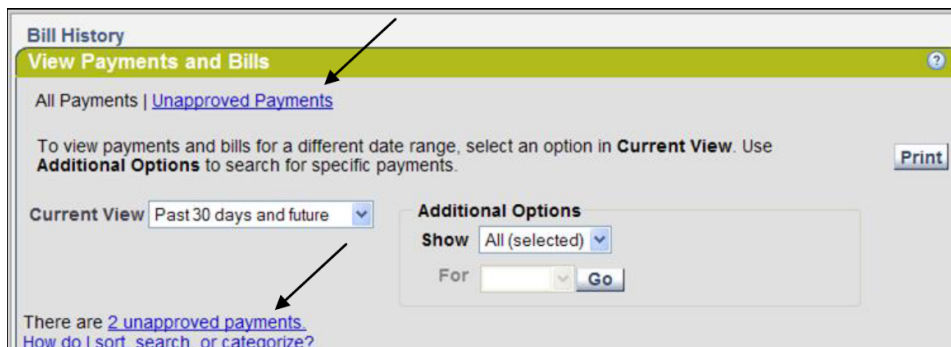 Bill History
View Payments and Bills ?
All Payments | Unapproved Payments
To view payments and bills for a different date range, select an option in Current View. Use
Additional Options to search for specific payments.
Print
Current View Past 30 days and future
Additional Options
Show All (selected)
For Go
There are 2 unapproved payments.
How do I sort, search, or categorize?